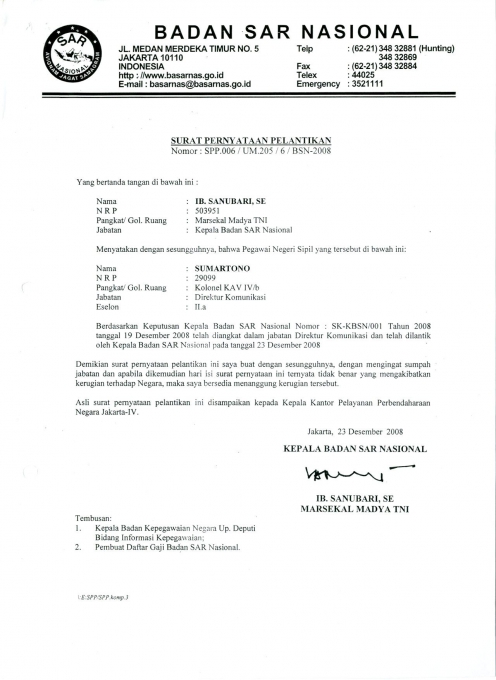 BADAN SAR NASIONAL
SAR
NASIONAL
AVIGNAM JAGAT SAMAGRAM
JL. MEDAN MERDEKA TIMUR NO. 5
JAKARTA 10110
INDONESIA
http : //www.basarnas.go.id
E-mail : basarnas@basarnas.go.id
Telp : (62-21) 348 32881 (Hunting)
348 32869
Fax : (62-21) 348 32884
Telex : 44025
Emergency : 3521111
SURAT PERNYATAAN PELANTIKAN
Nomor : SPP.006 / UM.205 / 6 / BSN-2008
Yang bertanda tangan di bawah ini :
Nama : IB. SANUBARI, SE
N R P : 503951
Pangkat/ Gol. Ruang : Marsekal Madya TNI
Jabatan : Kepala Badan SAR Nasional
Menyatakan dengan sesungguhnya, bahwa Pegawai Negeri Sipil yang tersebut di bawah ini:
Nama : SUMARTONO
N R P : 29099
Pangkat/ Gol. Ruang : Kolonel KAV IV/b
Jabatan : Direktur Komunikasi
Eselon : II.a
Berdasarkan Keputusan Kepala Badan SAR Nasional Nomor : SK-KBSN/001 Tahun 2008
tanggal 19 Desember 2008 telah diangkat dalam jabatan Direktur Komunikasi dan telah dilantik
oleh Kepala Badan SAR Nasional pada tanggal 23 Desember 2008
Demikian surat pernyataan pelantikan ini saya buat dengan sesungguhnya, dengan mengingat sumpah
jabatan dan apabila dikemudian hari isi surat pernyataan ini ternyata tidak benar yang mengakibatkan
kerugian terhadap Negara, maka saya bersedia menanggung kerugian tersebut.
Asli surat pernyataan pelantikan ini disampaikan kepada Kepala Kantor Pelayanan Perbendaharaan
Negara Jakarta-IV.
Jakarta, 23 Desember 2008
KEPALA BADAN SAR NASIONAL
IB. SANUBARI, SE
MARSEKAL MADYA TNI
Tembusan:
1. Kepala Badan Kepegawaian Negara Up. Deputi
Bidang Informasi Kepegawaian;
2. Pembuat Daftar Gaji Badan SAR Nasional.
\E/SPP/SPP.komp.3